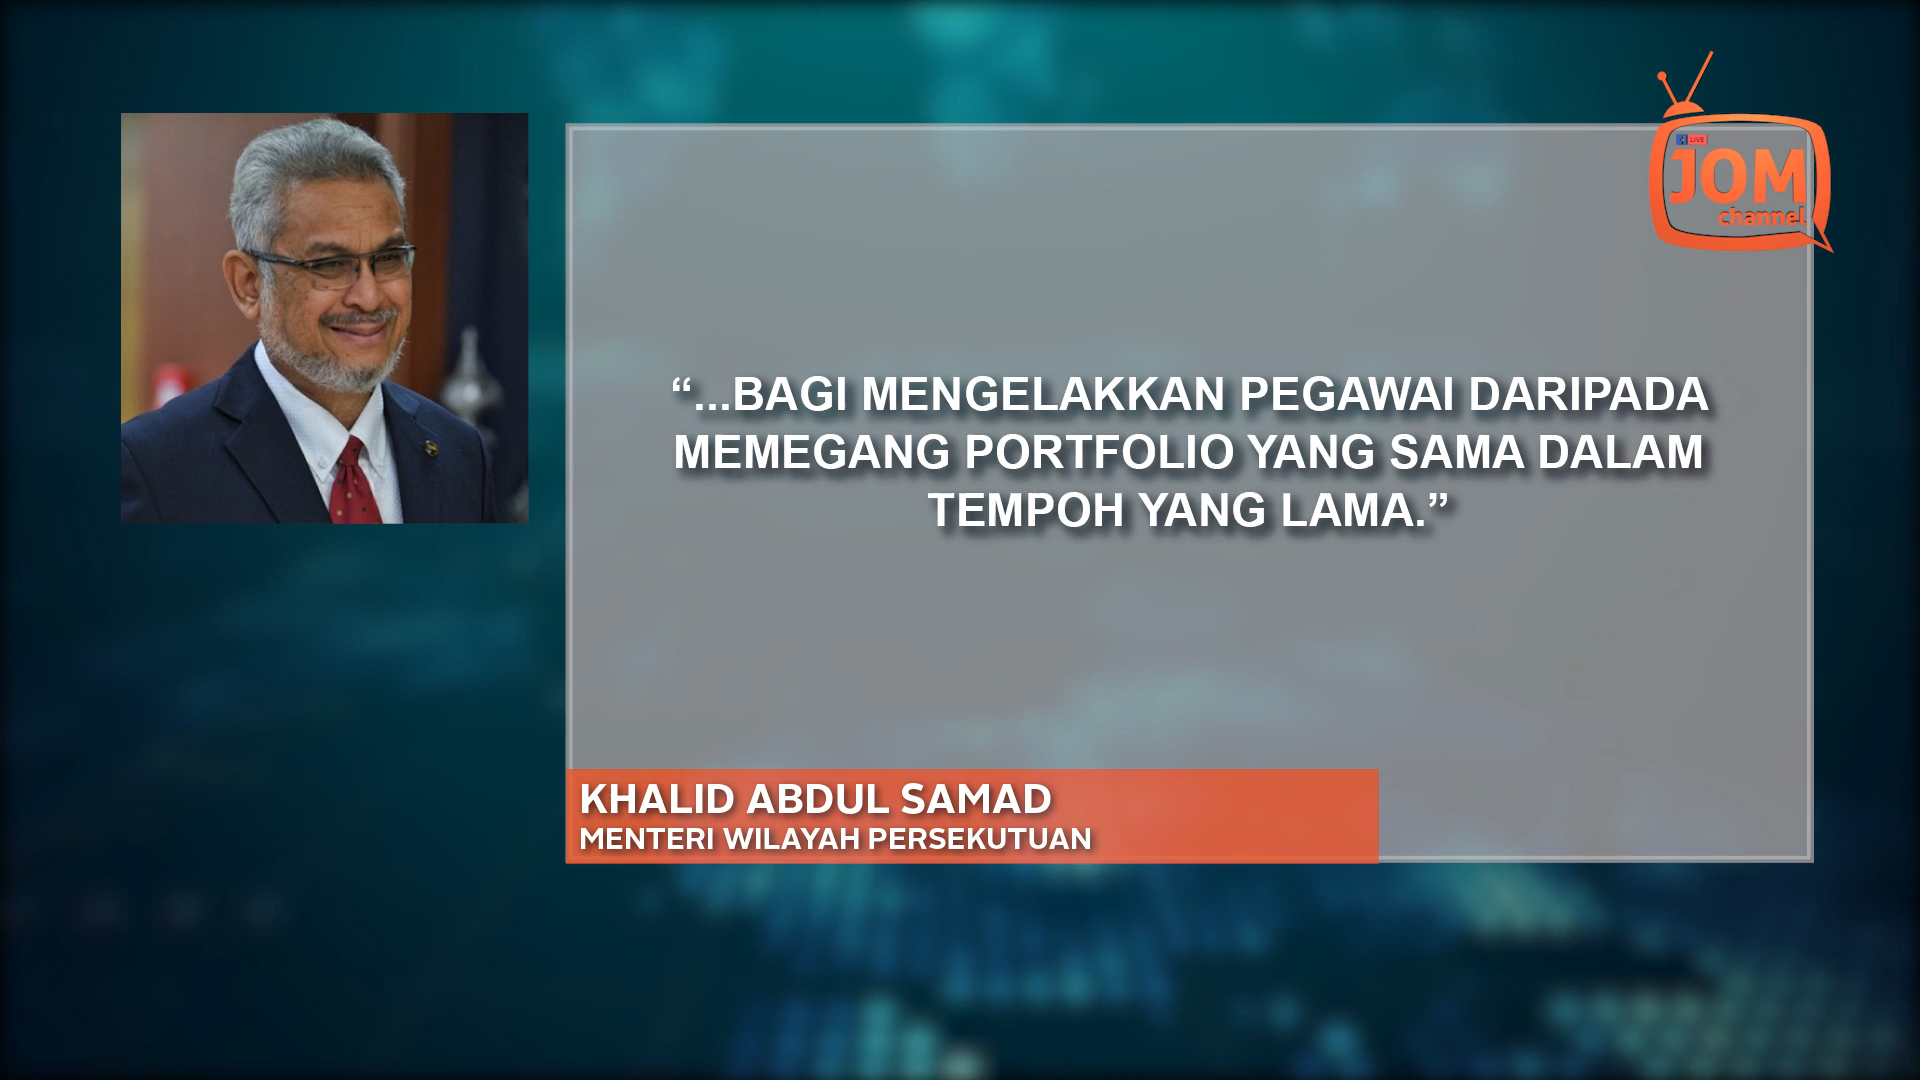 LIVE
JOM
channel
“...BAGI MENGELAKKAN PEGAWAI DARIPADA
MEMEGANG PORTFOLIO YANG SAMA DALAM
TEMPOH YANG LAMA.”
KHALID ABDUL SAMAD
MENTERI WILAYAH PERSEKUTUAN